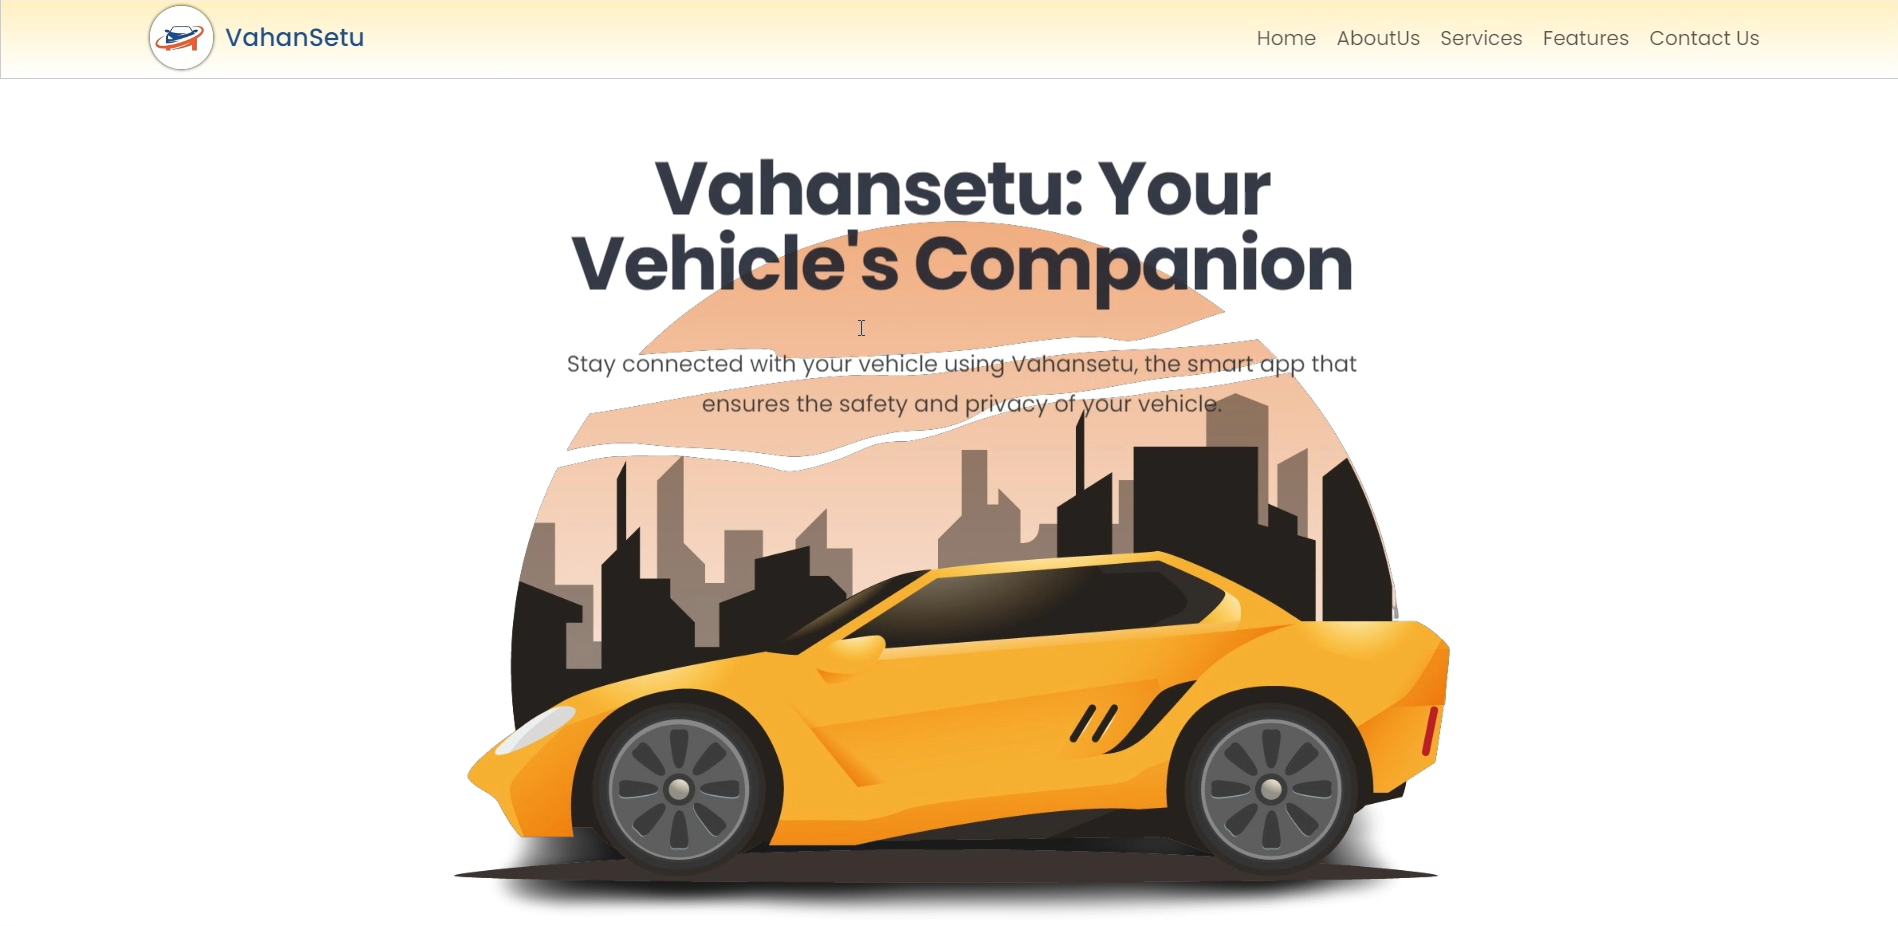 VahanSetu
Home AboutUs Services Features Contact Us
Vahansetu: Your
Vehicle's Companion
Stay connected with your vehicle using Vahansetu, the smart app that
ensures the safety and privacy of your vehicle.